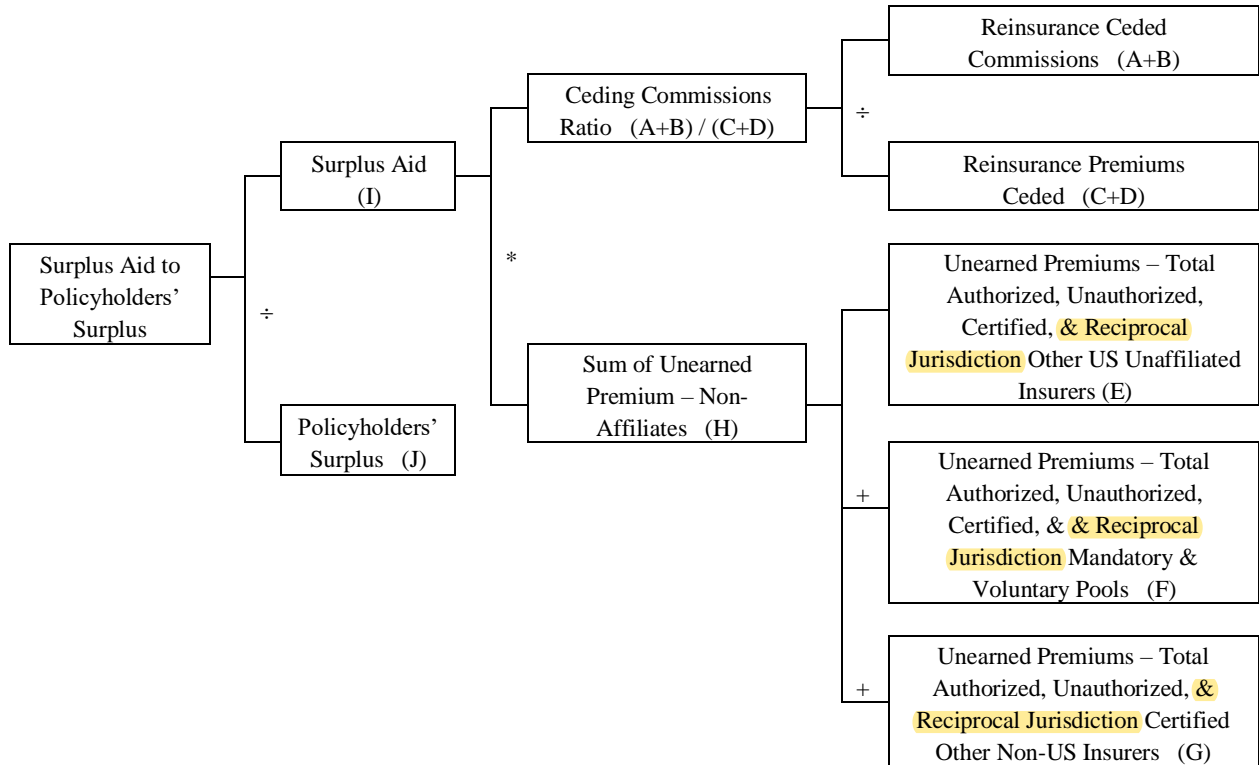 Reinsurance Ceded
Commissions (A+B)
Ceding Commissions
Ratio (A+B) / (C+D)
÷
Surplus Aid
(I)
Reinsurance Premiums
Ceded (C+D)
Surplus Aid to
Policyholders’
Surplus
÷
*
Unearned Premiums – Total
Authorized, Unauthorized,
Certified, & Reciprocal
Jurisdiction Other US Unaffiliated
Insurers (E)
Sum of Unearned
Premium – Non-
Affiliates (H)
Policyholders’
Surplus (J)
+
Unearned Premiums – Total
Authorized, Unauthorized,
Certified, & & Reciprocal
Jurisdiction Mandatory &
Voluntary Pools (F)
+
Unearned Premiums – Total
Authorized, Unauthorized, &
Reciprocal Jurisdiction Certified
Other Non-US Insurers (G)